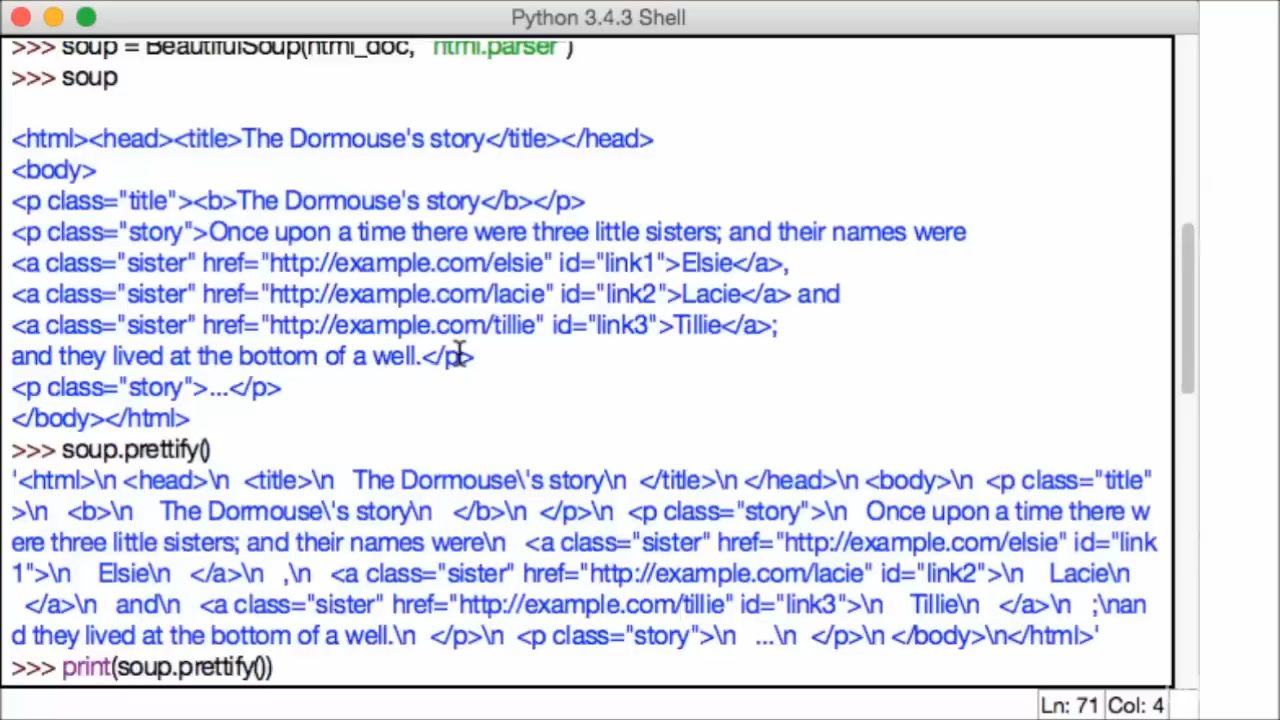 Python 3.4.3 Shell
>>> soup = BeautifulSoup(html_doc, 'html.parser')
>>> soup
<html><head><title>The Dormouse's story</title></head>
<body>
<p class="title"><b>The Dormouse's story</b></p>
<p class="story">Once upon a time there were three little sisters; and their names were
<a class="sister" href="http://example.com/elsie" id="link1">Elsie</a>,
<a class="sister" href="http://example.com/lacie" id="link2">Lacie</a> and
<a class="sister" href="http://example.com/tillie" id="link3">Tillie</a>;
and they lived at the bottom of a well.</p>
<p class="story">...</p>
</body></html>
>>> soup.prettify()
'<html>\n <head>\n  <title>\n   The Dormouse\'s story\n  </title>\n </head>\n <body>\n  <p class="title"
>\n   <b>\n    The Dormouse\'s story\n   </b>\n  </p>\n  <p class="story">\n   Once upon a time there w
ere three little sisters; and their names were\n   <a class="sister" href="http://example.com/elsie" id="link
1">\n    Elsie\n   </a>\n   ,\n   <a class="sister" href="http://example.com/lacie" id="link2">\n    Lacie\n
  </a>\n   and\n   <a class="sister" href="http://example.com/tillie" id="link3">\n    Tillie\n   </a>\n   ;\nan
d they lived at the bottom of a well.\n  </p>\n  <p class="story">\n   ...\n  </p>\n </body>\n</html>'
>>> print(soup.prettify())
Ln: 71 Col: 4